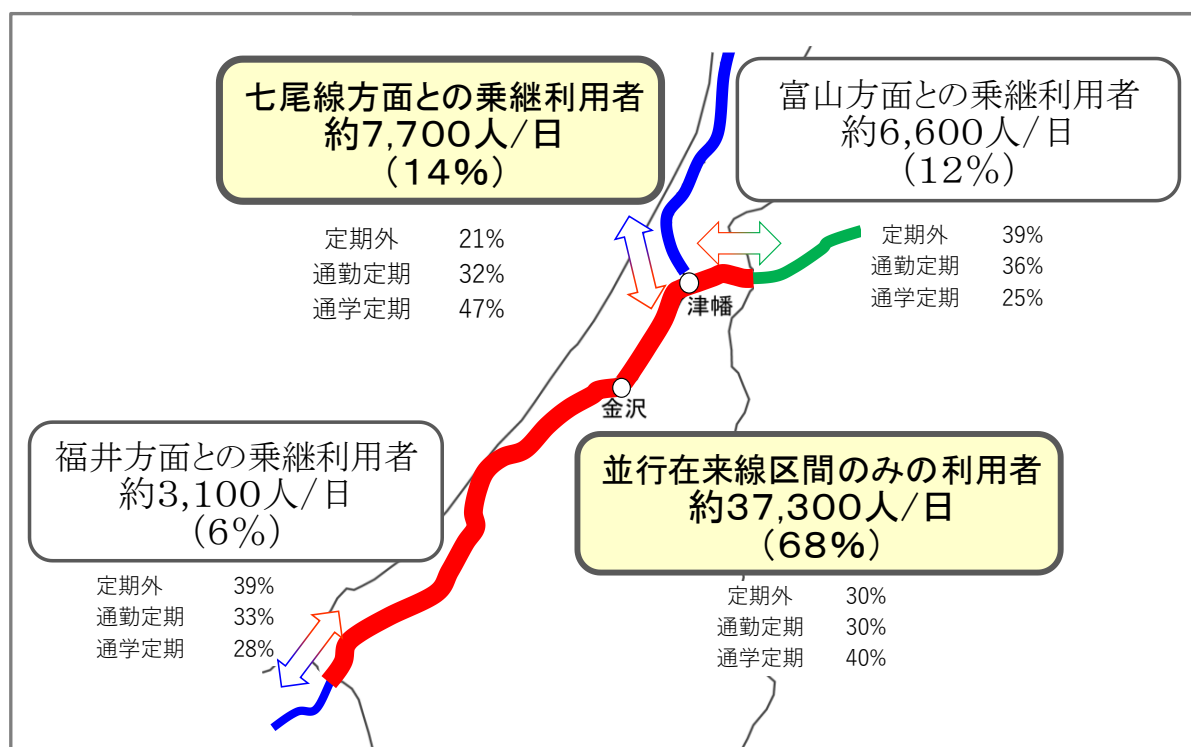 七尾線方面との乗継利用者
約7,700人/日
(14%)
定期外 21%
通勤定期 32%
通学定期 47%
富山方面との乗継利用者
約6,600人/日
(12%)
定期外 39%
通勤定期 36%
通学定期 25%
津幡
金沢
福井方面との乗継利用者
約3,100人/日
(6%)
定期外 39%
通勤定期 33%
通学定期 28%
並行在来線区間のみの利用者
約37,300人/日
(68%)
定期外 30%
通勤定期 30%
通学定期 40%